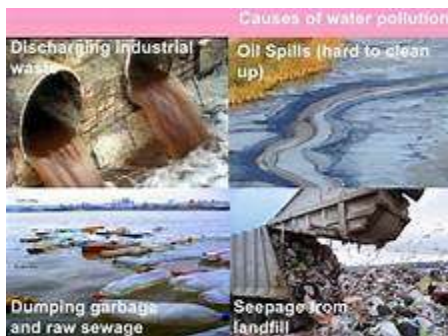 Causes of water pollution
Discharging industrial
waste
Oil Spills (hard to clean
up)
Dumping garbage
and raw sewage
Seepage from
landfill